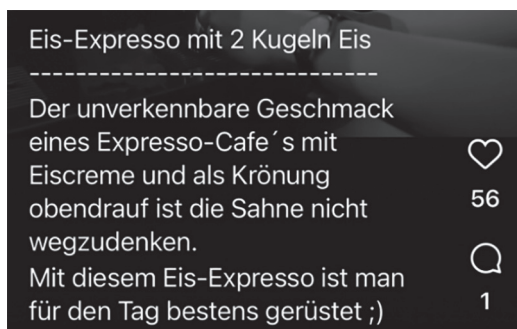 Eis-Expresso mit 2 Kugeln Eis
------------------------------
Der unverkennbare Geschmack
eines Expresso-Cafe´s mit
Eiscreme und als Krönung
obendrauf ist die Sahne nicht
wegzudenken.
Mit diesem Eis-Expresso ist man
für den Tag bestens gerüstet ;)
56
1